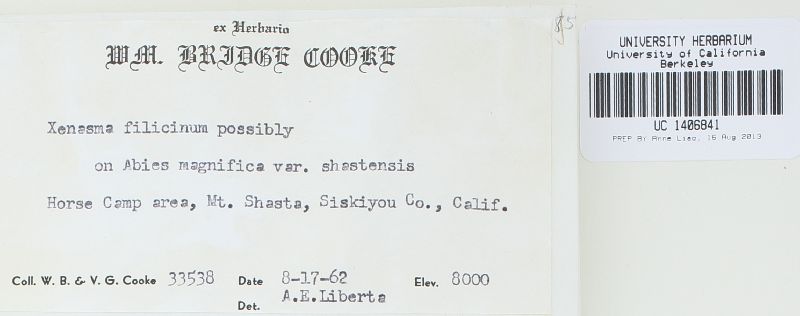 ex Herbario
WM. BRIDGE COOKE
Xenasma filicinum possibly
on Abies magnifica var. shastensis
Horse Camp area, Mt. Shasta, Siskiyou Co., Calif.
Coll. W. B. & V. G. Cooke 33538 Date 8-17-62 Elev. 8000
Det. A.E.Liberta
UNIVERSITY HERBARIUM
University of California
Berkeley
UC 1406841
PREP By Anne Liao, 16 Aug 2013